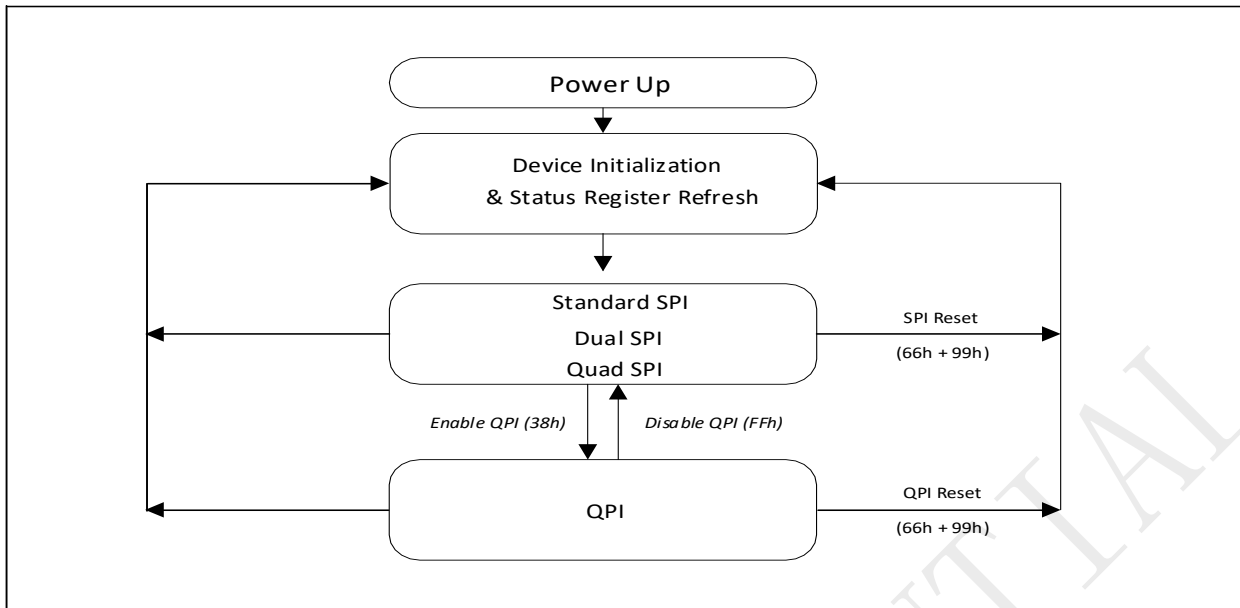 Power Up
Device Initialization
& Status Register Refresh
Standard SPI
Dual SPI
Quad SPI
SPI Reset
(66h + 99h)
Enable QPI (38h)
Disable QPI (FFh)
QPI
QPI Reset
(66h + 99h)